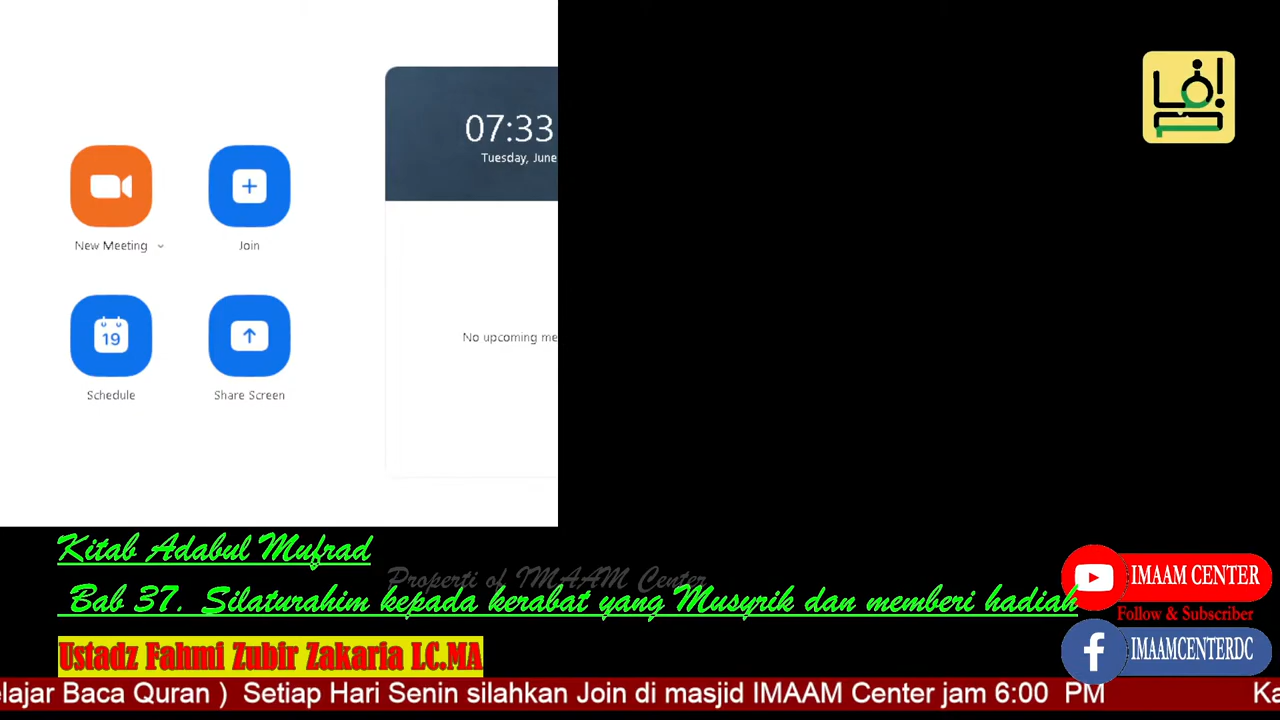 07:33
Tuesday, June
New Meeting
Join
19
No upcoming me
Schedule
Share Screen
Kitab Adabul Mufrad
Properti of IMAAM Center
Bab 37. Silaturahim kepada kerabat yang Musyrik dan memberi hadiah
Ustadz Fahmi Zubir Zakaria LC.MA
IMAAM CENTER
Follow & Subscriber
IMAAMCENTERDC
elajar Baca Quran ) Setiap Hari Senin silahkan Join di masjid IMAAM Center jam 6:00 PM
Ka